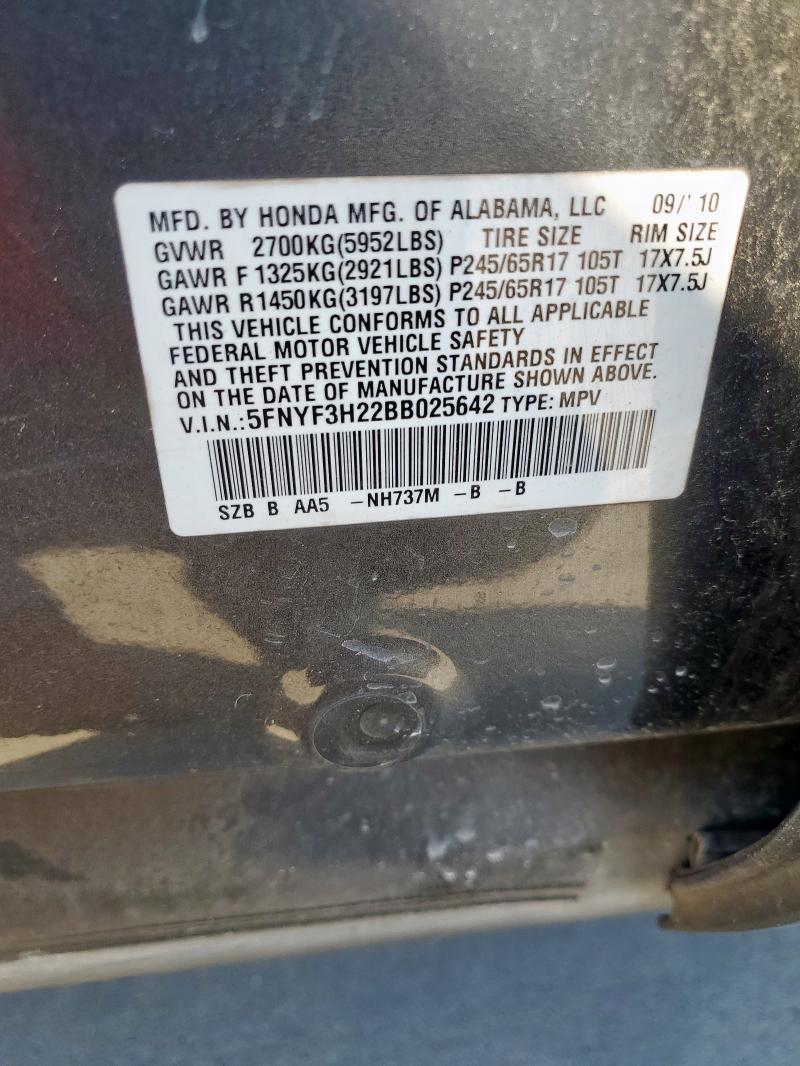 MFD. BY HONDA MFG. OF ALABAMA, LLC 09/' 10
GVWR 2700KG(5952LBS) TIRE SIZE RIM SIZE
GAWR F 1325KG(2921LBS) P245/65R17 105T 17X7.5J
GAWR R1450KG(3197LBS) P245/65R17 105T 17X7.5J
THIS VEHICLE CONFORMS TO ALL APPLICABLE
FEDERAL MOTOR VEHICLE SAFETY
AND THEFT PREVENTION STANDARDS IN EFFECT
ON THE DATE OF MANUFACTURE SHOWN ABOVE.
V.I.N.:5FNYF3H22BB025642 TYPE: MPV
SZB B AA5 -NH737M -B -B